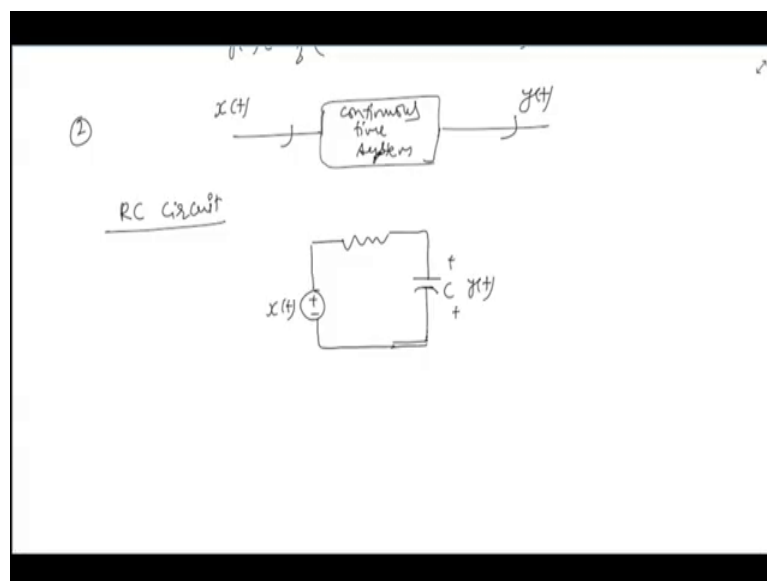 x(t)
continuous
time
system
y(t)
2
RC Circuit
x(t)
+
-
+
C y(t)
+